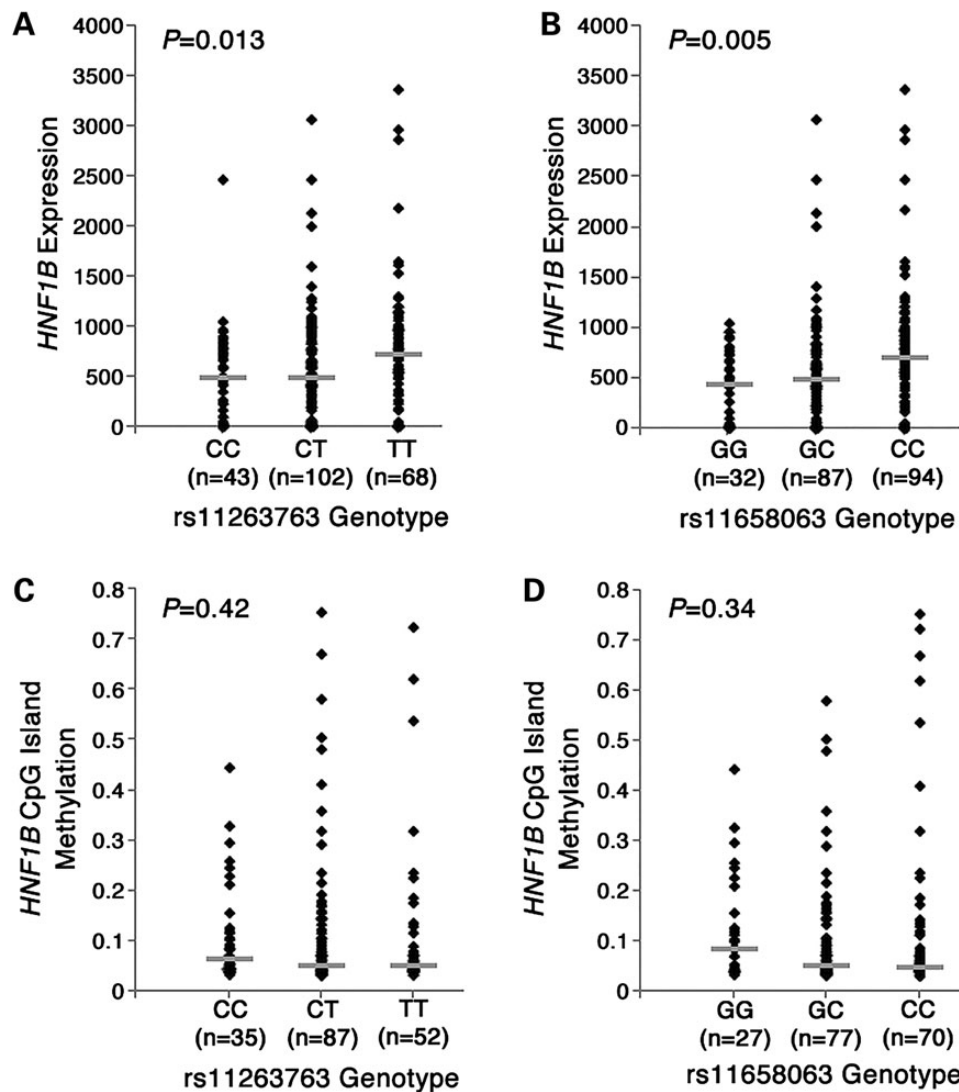 A
P=0.013
HNF1B Expression
4000
3500
3000
2500
2000
1500
1000
500
0
CC CT TT
(n=43) (n=102) (n=68)
rs11263763 Genotype
B
P=0.005
HNF1B Expression
4000
3500
3000
2500
2000
1500
1000
500
0
GG GC CC
(n=32) (n=87) (n=94)
rs11658063 Genotype
C
P=0.42
HNF1B CpG Island
Methylation
0.8
0.7
0.6
0.5
0.4
0.3
0.2
0.1
0
CC CT TT
(n=35) (n=87) (n=52)
rs11263763 Genotype
D
P=0.34
HNF1B CpG Island
Methylation
0.8
0.7
0.6
0.5
0.4
0.3
0.2
0.1
0
GG GC CC
(n=27) (n=77) (n=70)
rs11658063 Genotype